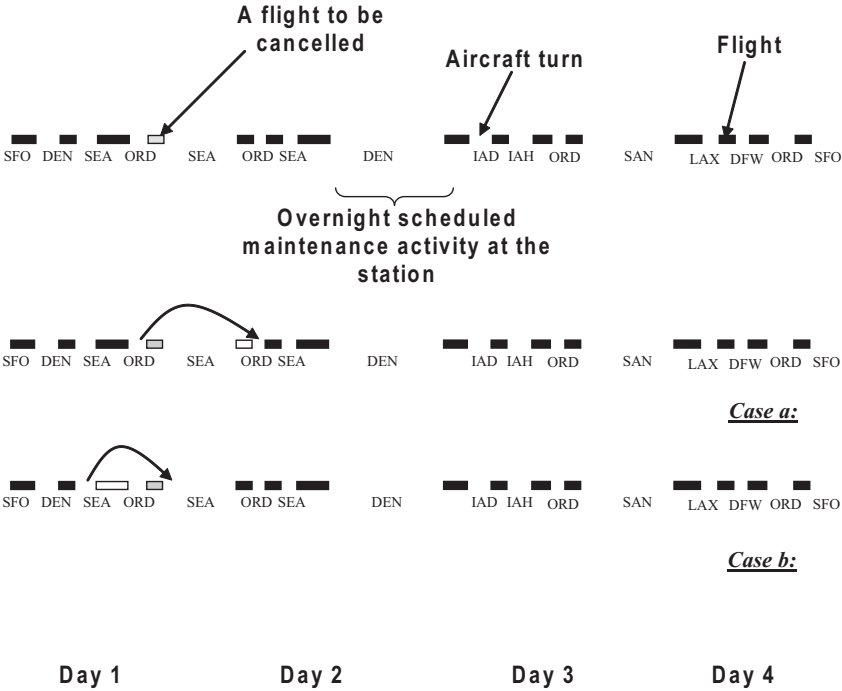 A flight to be
cancelled
Aircraft turn
Flight
SFO DEN SEA ORD SEA ORD SEA DEN IAD IAH ORD SAN LAX DFW ORD SFO
Overnight scheduled
maintenance activity at the
station
SFO DEN SEA ORD SEA ORD SEA DEN IAD IAH ORD SAN LAX DFW ORD SFO
Case a:
SFO DEN SEA ORD SEA ORD SEA DEN IAD IAH ORD SAN LAX DFW ORD SFO
Case b:
Day 1 Day 2 Day 3 Day 4